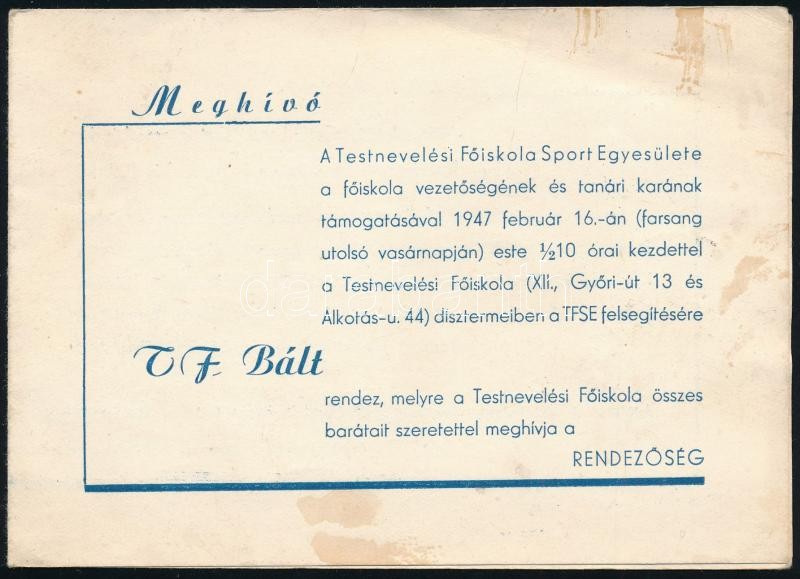 Meghívó
A Testnevelési Főiskola Sport Egyesülete
a főiskola vezetőségének és tanári karának
támogatásával 1947 február 16.-án (farsang
utolsó vasárnapján) este ½10 órai kezdettel
a Testnevelési Főiskola (XII., Győri-út 13 és
Alkotás-u. 44) disztermeiben a TFSE felsegítésére
TF Bált
rendez, melyre a Testnevelési Főiskola összes
barátait szeretettel meghívja a
RENDEZŐSÉG